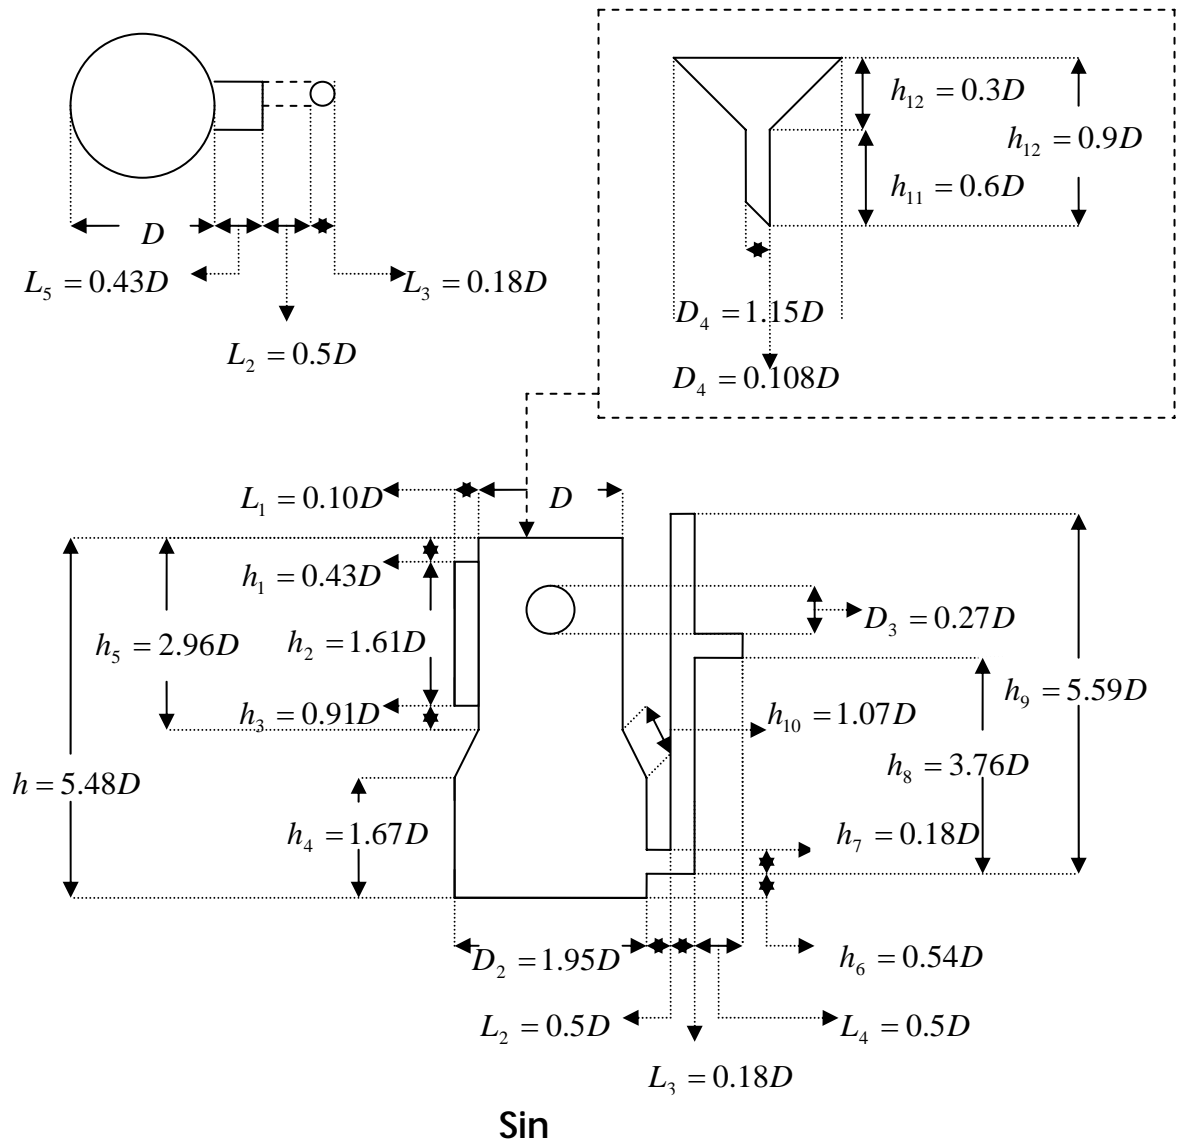 D
L5 = 0.43D
L3 = 0.18D
L2 = 0.5D
h12 = 0.3D
h12 = 0.9D
h11 = 0.6D
D4 = 1.15D
D4 = 0.108D
L1 = 0.10D
D
h1 = 0.43D
h2 = 1.61D
h5 = 2.96D
h3 = 0.91D
h = 5.48D
h4 = 1.67D
D3 = 0.27D
h9 = 5.59D
h10 = 1.07D
h8 = 3.76D
h7 = 0.18D
D2 = 1.95D
h6 = 0.54D
L2 = 0.5D
L4 = 0.5D
L3 = 0.18D
Sin